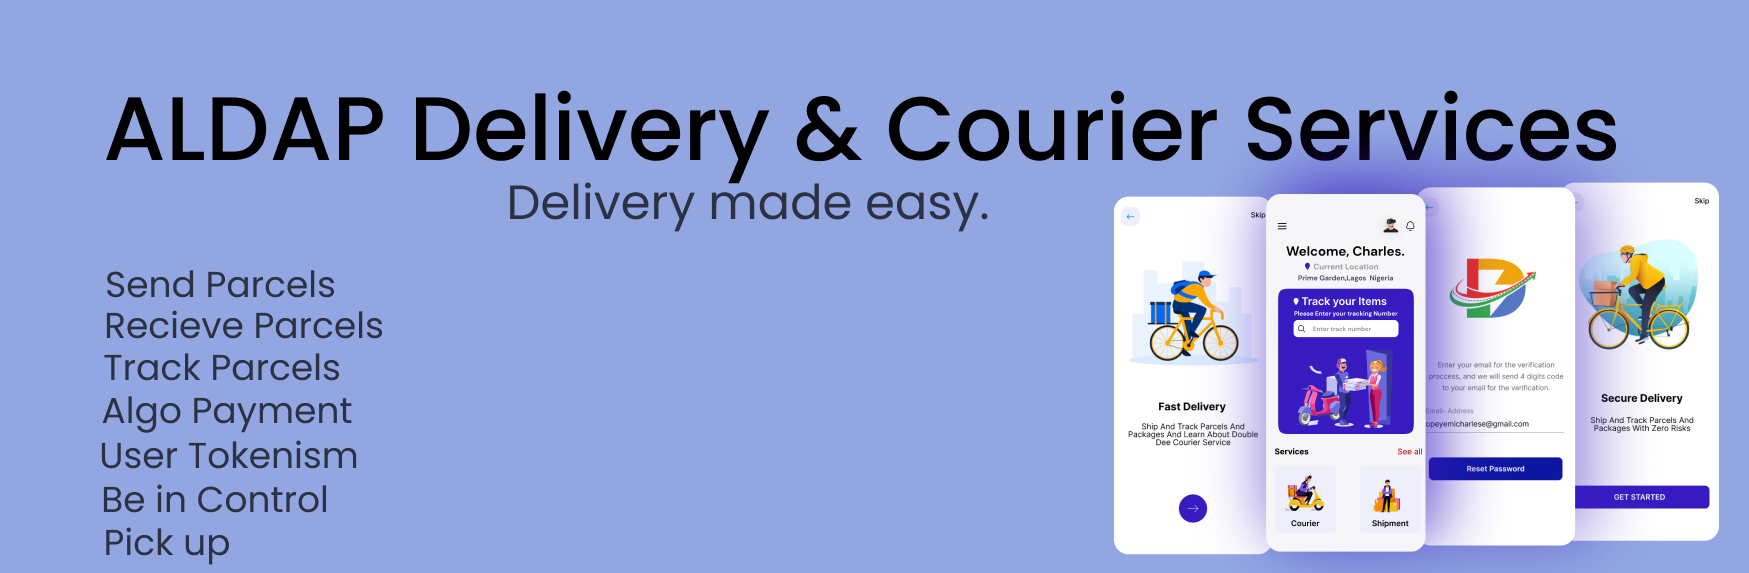 ALDAP Delivery & Courier Services
Delivery made easy.
Send Parcels
Recieve Parcels
Track Parcels
Algo Payment
User Tokenism
Be in Control
Pick up
Skip
Fast Delivery
Ship And Track Parcels And
Packages And Learn About Double
Dee Courier Service
Welcome, Charles.
Current Location
Prime Garden,Lagos Nigeria
Track your Items
Please Enter your tracking Number
Enter track number
Services
See all
Courier
Shipment
Enter your email for the verification
proccess, and we will send 4 digits code
to your email for the verification.
Email- Address
opeyemicharlese@gmail.com
Reset Password
Skip
Secure Delivery
Ship And Track Parcels And
Packages With Zero Risks
GET STARTED